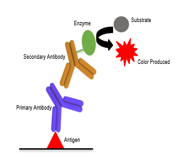 Enzyme
Substrate
Secondary Antibody
Color Produced
Primary Antibody
Antigen